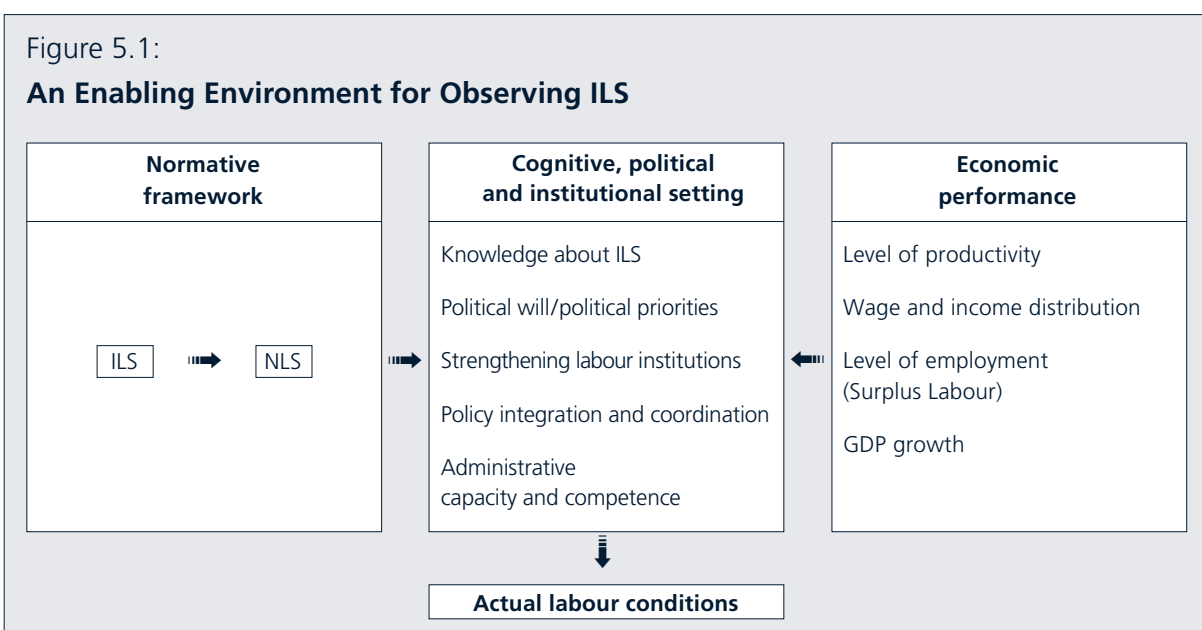 Figure 5.1:
An Enabling Environment for Observing ILS
Normative
framework
ILS
NLS
Cognitive, political
and institutional setting
Knowledge about ILS
Political will/political priorities
Strengthening labour institutions
Policy integration and coordination
Administrative
capacity and competence
Economic
performance
Level of productivity
Wage and income distribution
Level of employment
(Surplus Labour)
GDP growth
Actual labour conditions